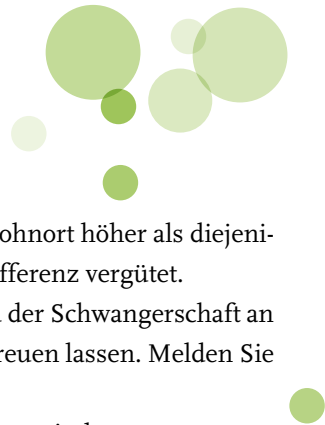 ohnort höher als diejeni-
fferenz vergütet.
der Schwangerschaft an
reuen lassen. Melden Sie